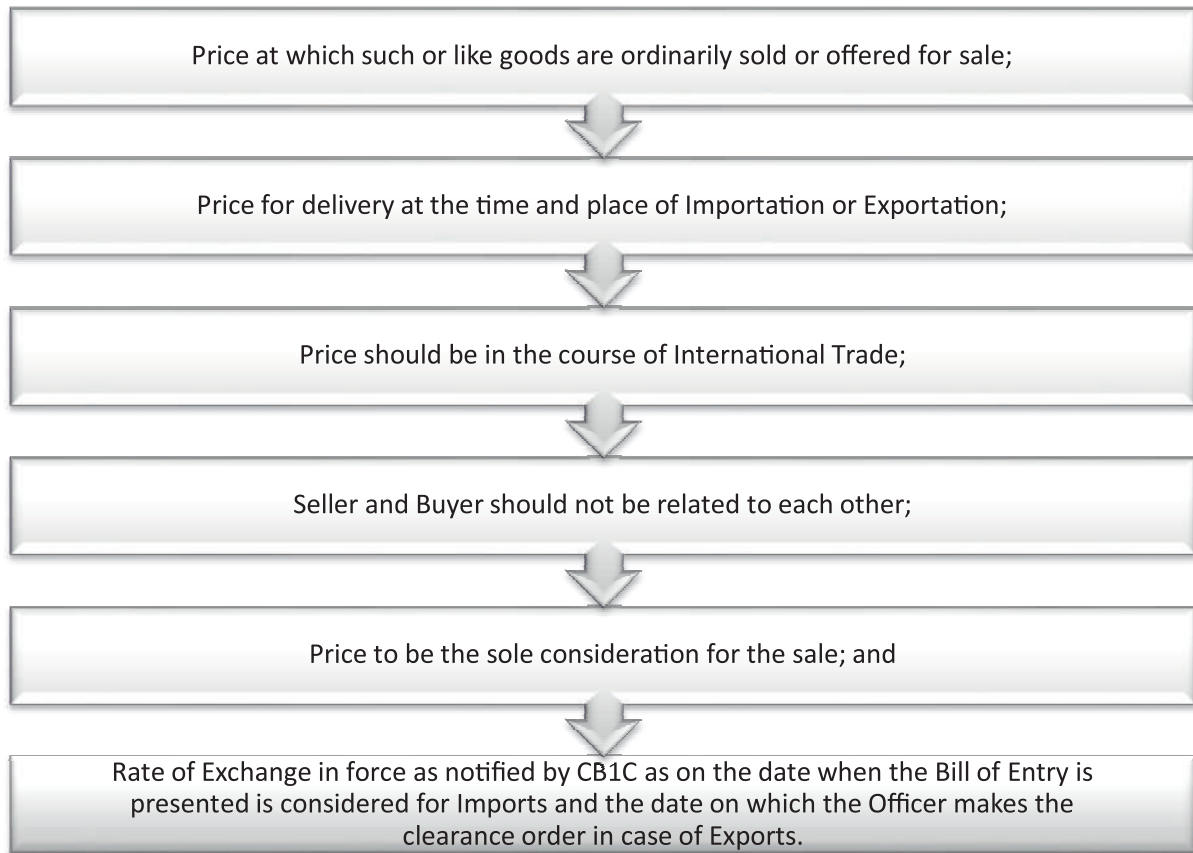 Price at which such or like goods are ordinarily sold or offered for sale;
Price for delivery at the time and place of Importation or Exportation;
Price should be in the course of International Trade;
Seller and Buyer should not be related to each other;
Price to be the sole consideration for the sale; and
Rate of Exchange in force as notified by CB1C as on the date when the Bill of Entry is
presented is considered for Imports and the date on which the Officer makes the
clearance order in case of Exports.